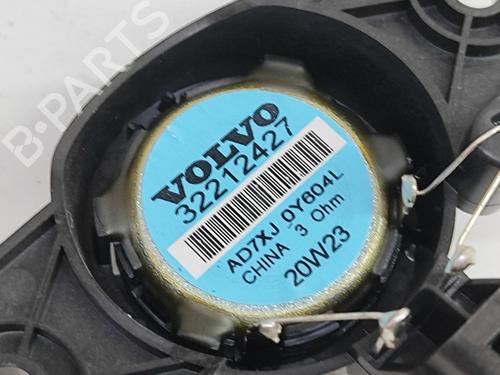 B-PARTS
VOLVO
32212427
AD7XJ 0Y604L
CHINA 3 Ohm
20W23